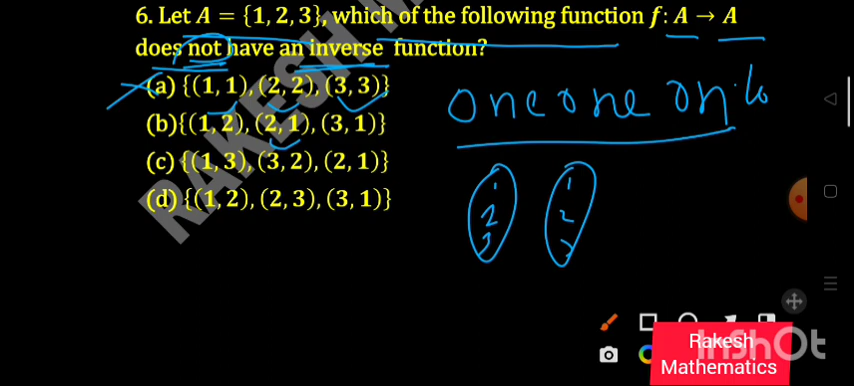 6. Let A = {1, 2, 3}, which of the following function f: A → A
does not have an inverse function?
(a) {(1, 1), (2, 2), (3, 3)}
(b){(1, 2), (2, 1), (3, 1)}
(c) {(1, 3), (3, 2), (2, 1)}
(d) {(1, 2), (2, 3), (3, 1)}
one one on to
1 1
2 2
3
Rakesh
Mathematics
InShOt